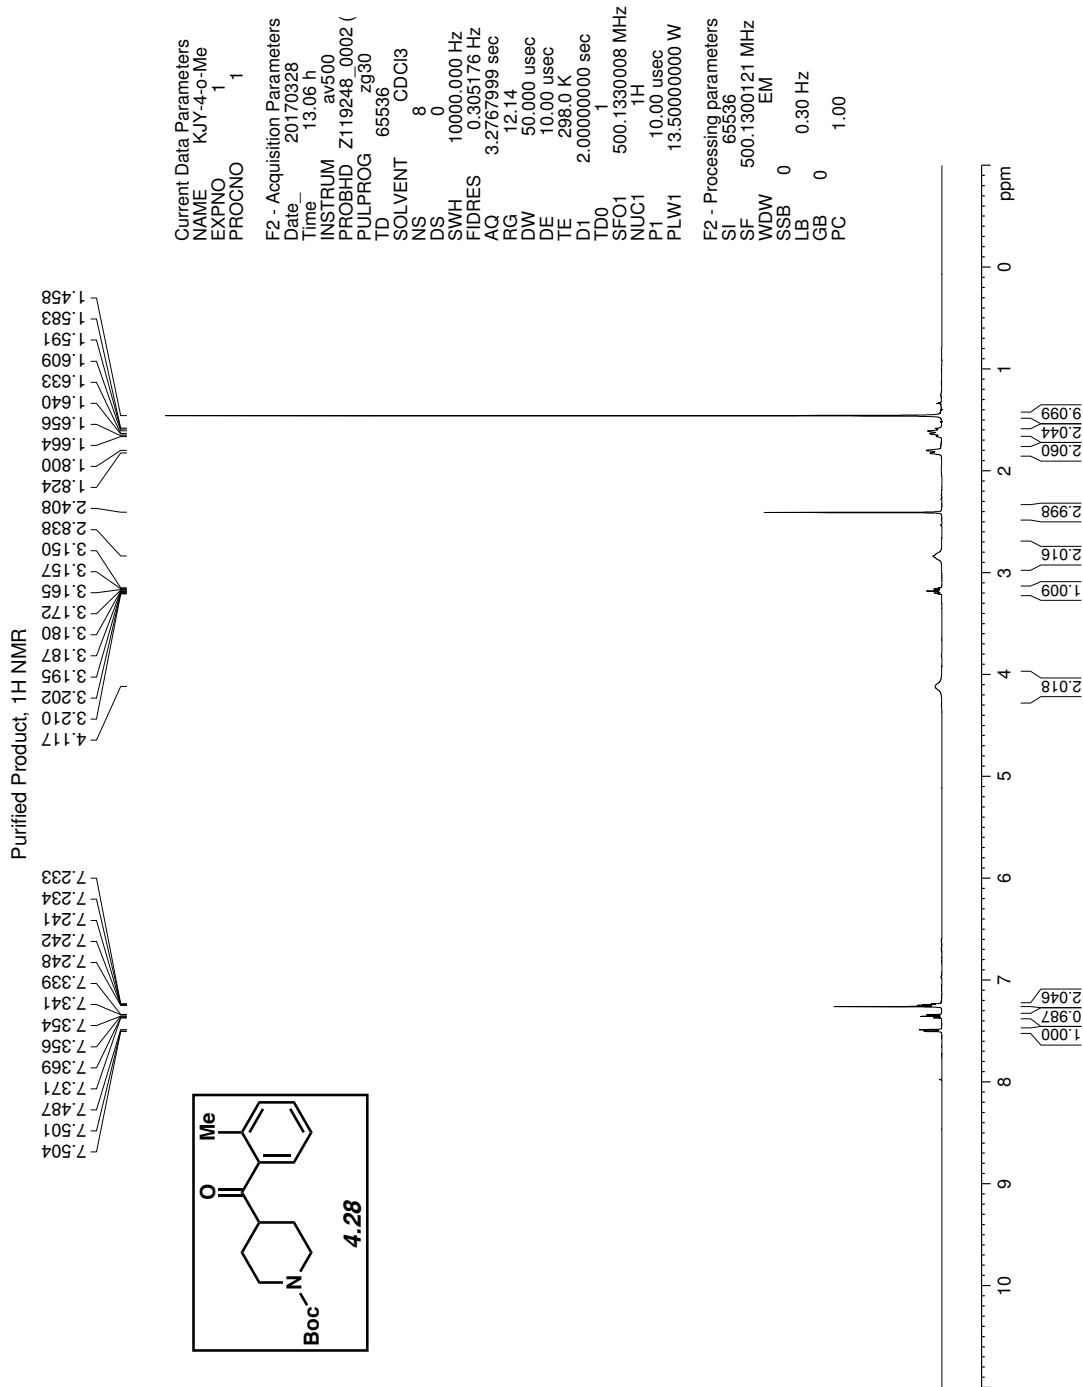 Purified Product, 1H NMR
7.504
7.501
7.487
7.371
7.369
7.356
7.354
7.341
7.339
7.248
7.242
7.241
7.234
7.233
4.117
3.210
3.202
3.195
3.187
3.180
3.172
3.165
3.157
3.150
2.838
2.408
1.824
1.800
1.664
1.656
1.640
1.633
1.609
1.591
1.583
1.458
O
Me
N
Boc
4.28
Current Data Parameters
NAME KJY-4-o-Me
EXPNO 1
PROCNO 1
F2 - Acquisition Parameters
Date_ 20170328
Time 13.06 h
INSTRUM av500
PROBHD Z119248_0002 (
PULPROG zg30
TD 65536
SOLVENT CDCl3
NS 8
DS 0
SWH 10000.000 Hz
FIDRES 0.305176 Hz
AQ 3.2767999 sec
RG 12.14
DW 50.000 usec
DE 10.00 usec
TE 298.0 K
D1 2.00000000 sec
TD0 1
SFO1 500.1330008 MHz
NUC1 1H
P1 10.00 usec
PLW1 13.50000000 W
F2 - Processing parameters
SI 65536
SF 500.1300121 MHz
WDW EM
SSB 0
LB 0.30 Hz
GB 0
PC 1.00
10 9 8 7 6 5 4 3 2 1 0 ppm
1.000
0.987
2.046
2.018
1.009
2.016
2.998
2.060
2.044
9.099